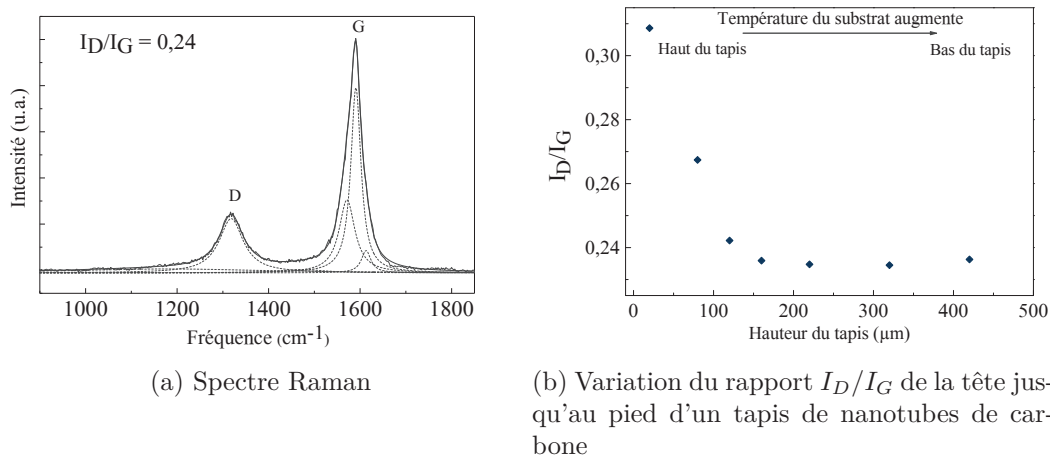 I_D/I_G = 0,24
G
D
Intensité (u.a.)
1000 1200 1400 1600 1800
Fréquence (cm-1)
(a) Spectre Raman
Température du substrat augmente
Haut du tapis
Bas du tapis
0,30
0,28
0,26
0,24
I_D/I_G
0 100 200 300 400 500
Hauteur du tapis (µm)
(b) Variation du rapport I_D/I_G de la tête jus-
qu'au pied d'un tapis de nanotubes de car-
bone